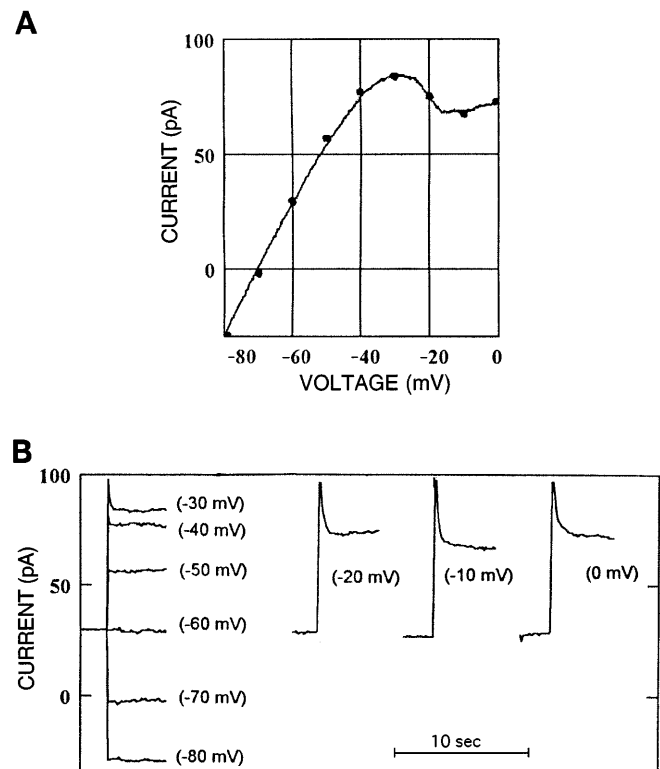 A
100
50
0
CURRENT (pA)
-80 -60 -40 -20 0
VOLTAGE (mV)
B
100
50
0
CURRENT (pA)
(-30 mV)
(-40 mV)
(-50 mV)
(-60 mV)
(-70 mV)
(-80 mV)
(-20 mV)
(-10 mV)
(0 mV)
10 sec